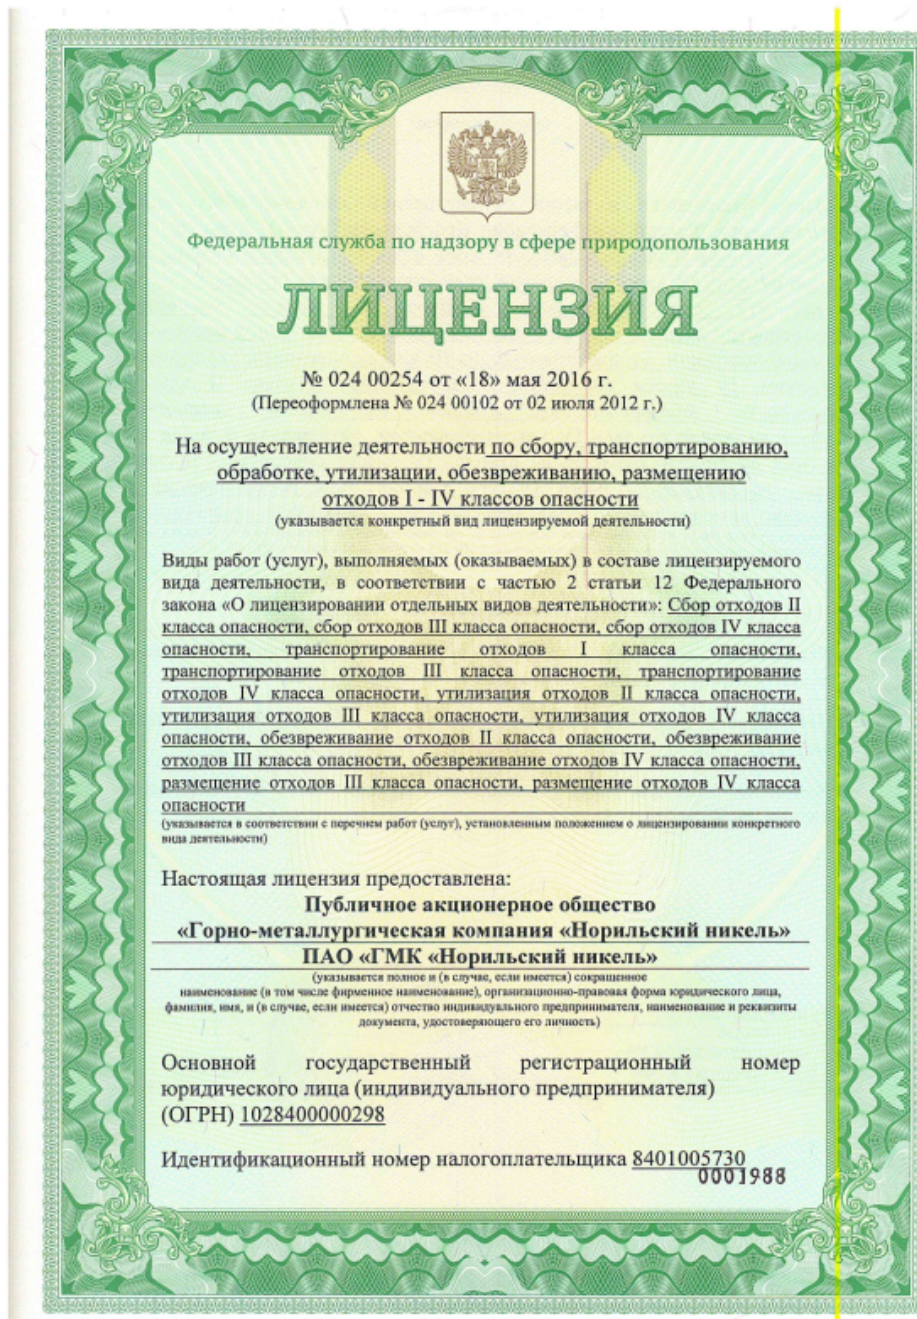 Федеральная служба по надзору в сфере природопользования
ЛИЦЕНЗИЯ
№ 024 00254 от «18» мая 2016 г.
(Переоформлена № 024 00102 от 02 июля 2012 г.)
На осуществление деятельности по сбору, транспортированию,
обработке, утилизации, обезвреживанию, размещению
отходов I - IV классов опасности
(указывается конкретный вид лицензируемой деятельности)
Виды работ (услуг), выполняемых (оказываемых) в составе лицензируемого
вида деятельности, в соответствии с частью 2 статьи 12 Федерального
закона «О лицензировании отдельных видов деятельности»: Сбор отходов II
класса опасности, сбор отходов III класса опасности, сбор отходов IV класса
опасности, транспортирование отходов I класса опасности,
транспортирование отходов III класса опасности, транспортирование
отходов IV класса опасности, утилизация отходов II класса опасности,
утилизация отходов III класса опасности, утилизация отходов IV класса
опасности, обезвреживание отходов II класса опасности, обезвреживание
отходов III класса опасности, обезвреживание отходов IV класса опасности,
размещение отходов III класса опасности, размещение отходов IV класса
опасности
(указывается в соответствии с перечнем работ (услуг), установленным положением о лицензировании конкретного
вида деятельности)
Настоящая лицензия предоставлена:
Публичное акционерное общество
«Горно-металлургическая компания «Норильский никель»
ПАО «ГМК «Норильский никель»
(указывается полное и (в случае, если имеется) сокращенное
наименование (в том числе фирменное наименование), организационно-правовая форма юридического лица,
фамилия, имя, и (в случае, если имеется) отчество индивидуального предпринимателя, наименование и реквизиты
документа, удостоверяющего его личность)
Основной государственный регистрационный номер
юридического лица (индивидуального предпринимателя)
(ОГРН) 1028400000298
Идентификационный номер налогоплательщика 8401005730
0001988